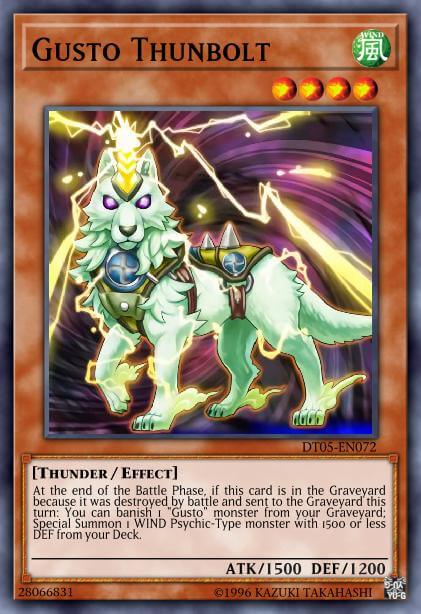 GUSTO THUNBOLT
WIND
風
DT05-EN072
[THUNDER / EFFECT]
At the end of the Battle Phase, if this card is in the Graveyard
because it was destroyed by battle and sent to the Graveyard this
turn: You can banish 1 "Gusto" monster from your Graveyard;
Special Summon 1 WIND Psychic-Type monster with 1500 or less
DEF from your Deck.
ATK/1500 DEF/1200
28066831
©1996 KAZUKI TAKAHASHI